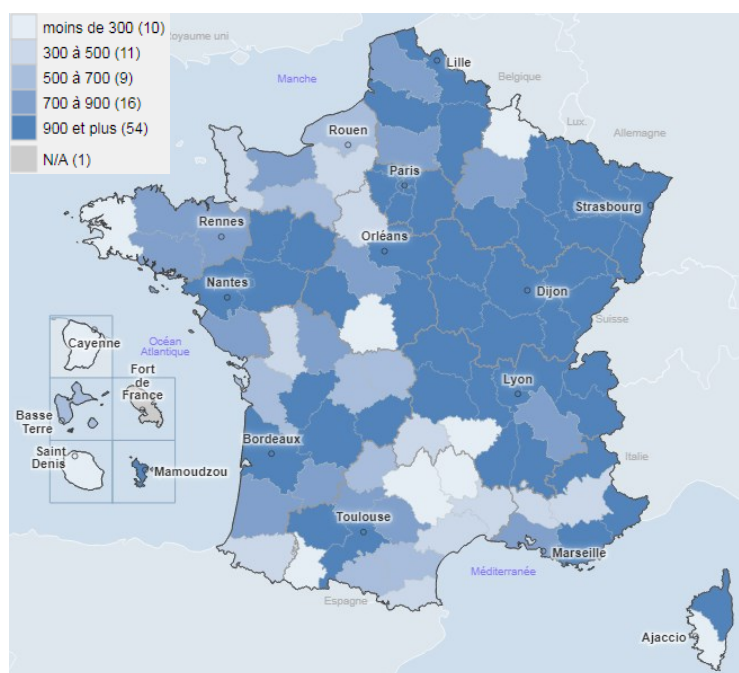 moins de 300 (10)
300 à 500 (11)
500 à 700 (9)
700 à 900 (16)
900 et plus (54)
N/A (1)
Royaume uni
Lille
Manche
Belgique
Lux.
Allemagne
Rouen
Paris
Strasbourg
Rennes
Orléans
Nantes
Dijon
Suisse
Cayenne
Océan
Atlantique
Fort
de
France
Lyon
Basse
Terre
Bordeaux
Saint
Denis
Mamoudzou
Italie
Toulouse
Marseille
Méditerranée
Espagne
Ajaccio